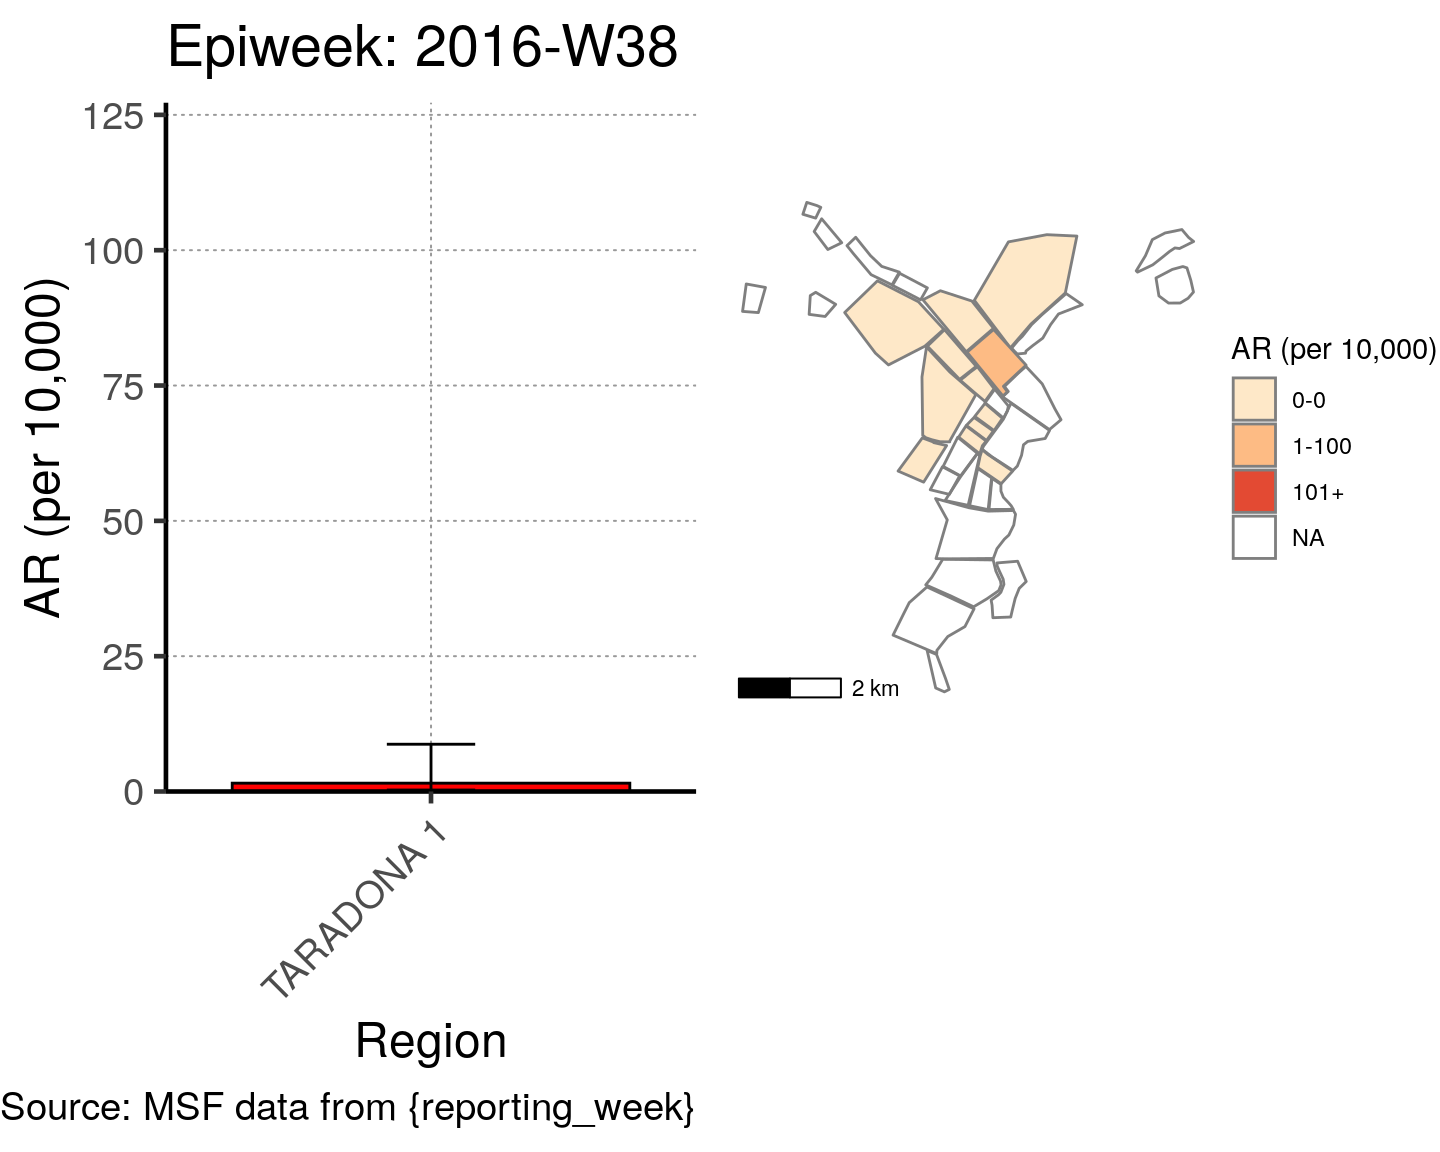 Epiweek: 2016-W38
AR (per 10,000)
125
100
75
50
25
0
TARADONA 1
Region
Source: MSF data from {reporting_week}
2 km
AR (per 10,000)
0-0
1-100
101+
NA